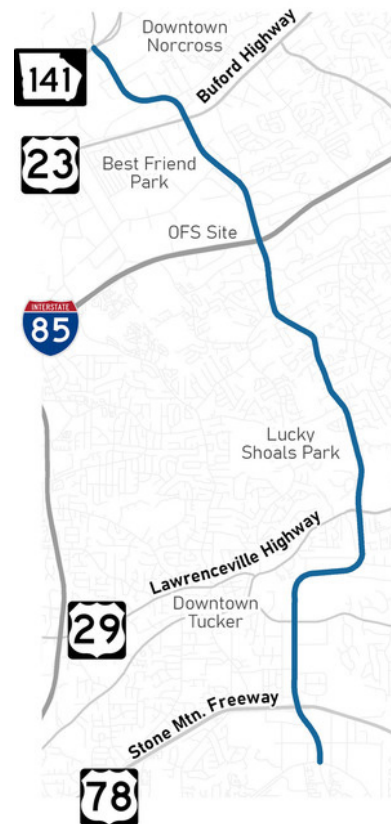 Downtown
Norcross
141
Buford Highway
23
Best Friend
Park
OFS Site
INTERSTATE
85
Lucky
Shoals Park
Lawrenceville Highway
Downtown
Tucker
29
Stone Mtn. Freeway
78